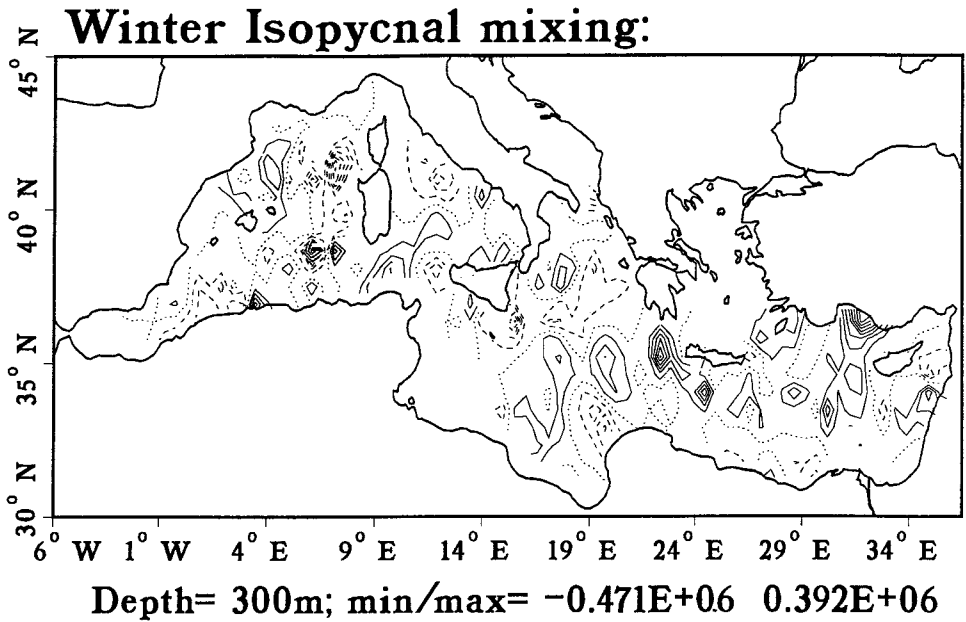 Winter Isopycnal mixing:
45° N
40° N
35° N
30° N
6° W 1° W 4° E 9° E 14° E 19° E 24° E 29° E 34° E
Depth= 300m; min/max= −0.471E+06 0.392E+06